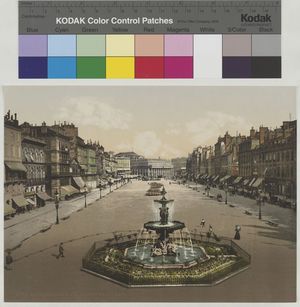 KODAK Color Control Patches
Kodak
Blue Cyan Green Yellow Red Magenta White 3/Color Black